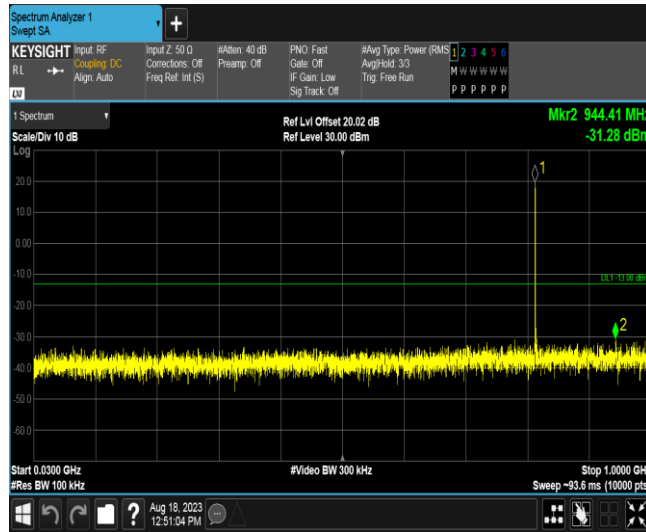 Spectrum Analyzer 1
Swept SA
+
KEYSIGHT Input: RF Input Z: 50 Ω #Atten: 40 dB PNO: Fast #Avg Type: Power (RMS 1 2 3 4 5 6
RL Coupling: DC Corrections: Off Preamp: Off Gate: Off Avg|Hold: 3/3 M W W W W W
Align: Auto Freq Ref: Int (S) IF Gain: Low Trig: Free Run
Sig Track: Off P P P P P P
LXI
1 Spectrum Ref Lvl Offset 20.02 dB Mkr2 944.41 MHz
Scale/Div 10 dB Ref Level 30.00 dBm -31.28 dBm
Log
1
20.0
10.0
0.00
-10.0
DL1 -13.00 dBm
-20.0
-30.0
2
-40.0
-50.0
-60.0
Start 0.0300 GHz #Video BW 300 kHz Stop 1.0000 GHz
#Res BW 100 kHz Sweep ~93.6 ms (10000 pts)
? Aug 18, 2023
12:51:04 PM